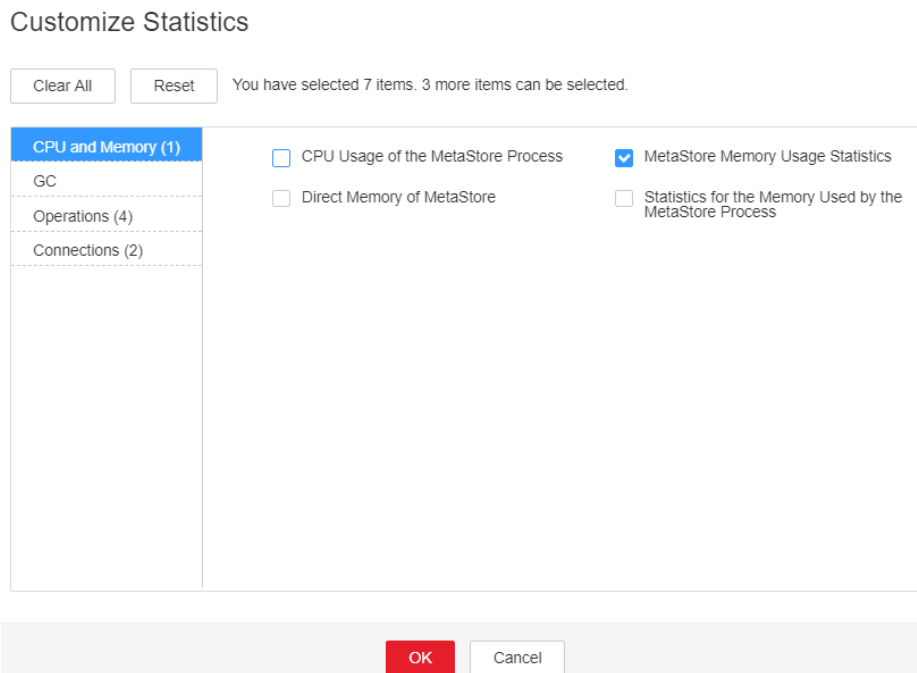 Customize Statistics
Clear All
Reset
You have selected 7 items. 3 more items can be selected.
CPU and Memory (1)
GC
Operations (4)
Connections (2)
CPU Usage of the MetaStore Process
MetaStore Memory Usage Statistics
Direct Memory of MetaStore
Statistics for the Memory Used by the
MetaStore Process
OK
Cancel